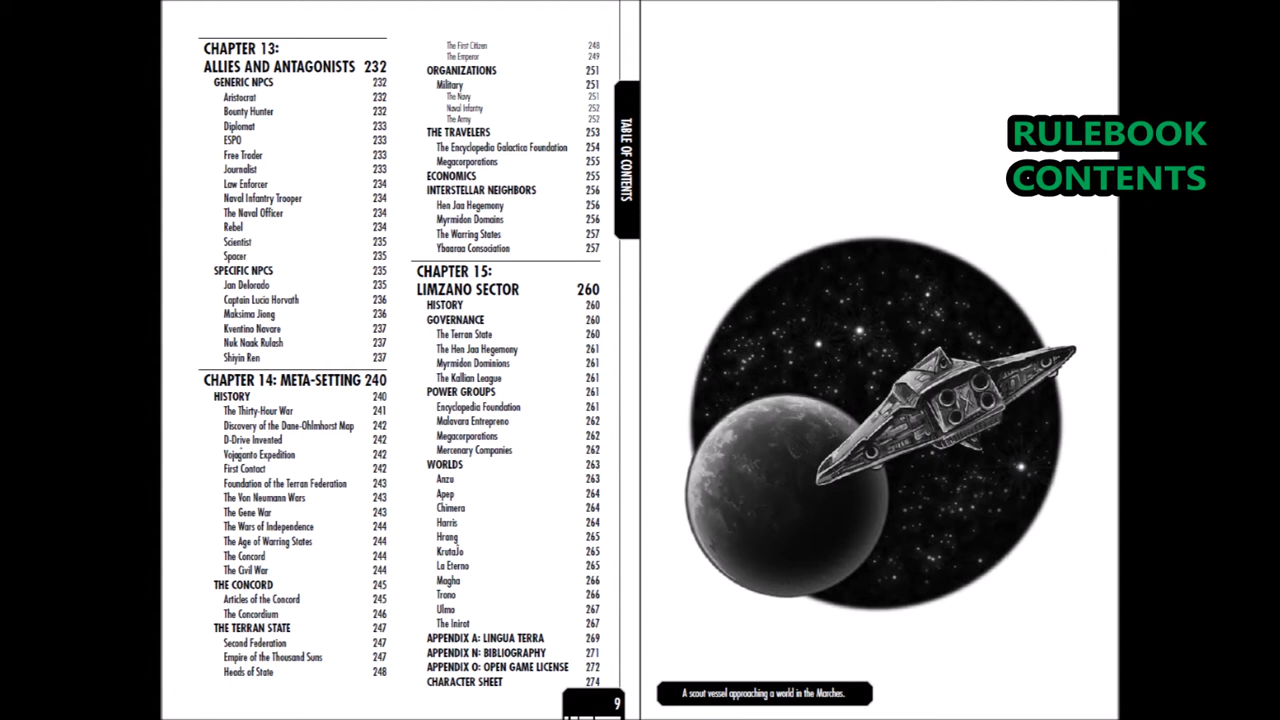 CHAPTER 13:
ALLIES AND ANTAGONISTS 232
GENERIC NPCS 232
Aristocrat 232
Bounty Hunter 232
Diplomat 233
ESPO 233
Free Trader 233
Journalist 233
Law Enforcer 234
Naval Infantry Trooper 234
The Naval Officer 234
Rebel 234
Scientist 235
Spacer 235
SPECIFIC NPCS 235
Jan Delorado 235
Captain Lucia Horvath 236
Maksima Jiong 236
Kventino Navare 237
Nuk Naak Rulash 237
Shiyin Ren 237
CHAPTER 14: META-SETTING 240
HISTORY 240
The Thirty-Hour War 241
Discovery of the Dane-Ohlmhorst Map 242
D-Drive Invented 242
Vojaganto Expedition 242
First Contact 242
Foundation of the Terran Federation 243
The Von Neumann Wars 243
The Gene War 243
The Wars of Independence 244
The Age of Warring States 244
The Concord 244
The Civil War 244
THE CONCORD 245
Articles of the Concord 245
The Concordium 246
THE TERRAN STATE 247
Second Federation 247
Empire of the Thousand Suns 247
Heads of State 248
The First Citizen 248
The Emperor 249
ORGANIZATIONS 251
Military 251
The Navy 251
Naval Infantry 252
The Army 252
THE TRAVELERS 253
The Encyclopedia Galactica Foundation 254
Megacorporations 255
ECONOMICS 255
INTERSTELLAR NEIGHBORS 256
Hen Jaa Hegemony 256
Myrmidon Domains 256
The Warring States 257
Ybaaraa Consociation 257
CHAPTER 15:
LIMZANO SECTOR 260
HISTORY 260
GOVERNANCE 260
The Terran State 260
The Hen Jaa Hegemony 261
Myrmidon Dominions 261
The Kallian League 261
POWER GROUPS 261
Encyclopedia Foundation 261
Malavara Entrepreno 262
Megacorporations 262
Mercenary Companies 262
WORLDS 263
Anzu 263
Apep 264
Chimera 264
Harris 264
Hrang 265
KrutaJo 265
La Eterno 265
Magha 266
Trono 266
Ulmo 267
The Inirot 267
APPENDIX A: LINGUA TERRA 269
APPENDIX N: BIBLIOGRAPHY 271
APPENDIX O: OPEN GAME LICENSE 272
CHARACTER SHEET 274
TABLE OF CONTENTS
9
RULEBOOK
CONTENTS
A scout vessel approaching a world in the Marches.